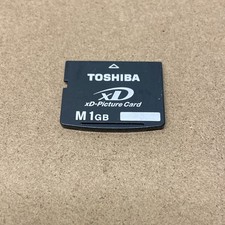 TOSHIBA
xD
xD-Picture Card
M 1GB